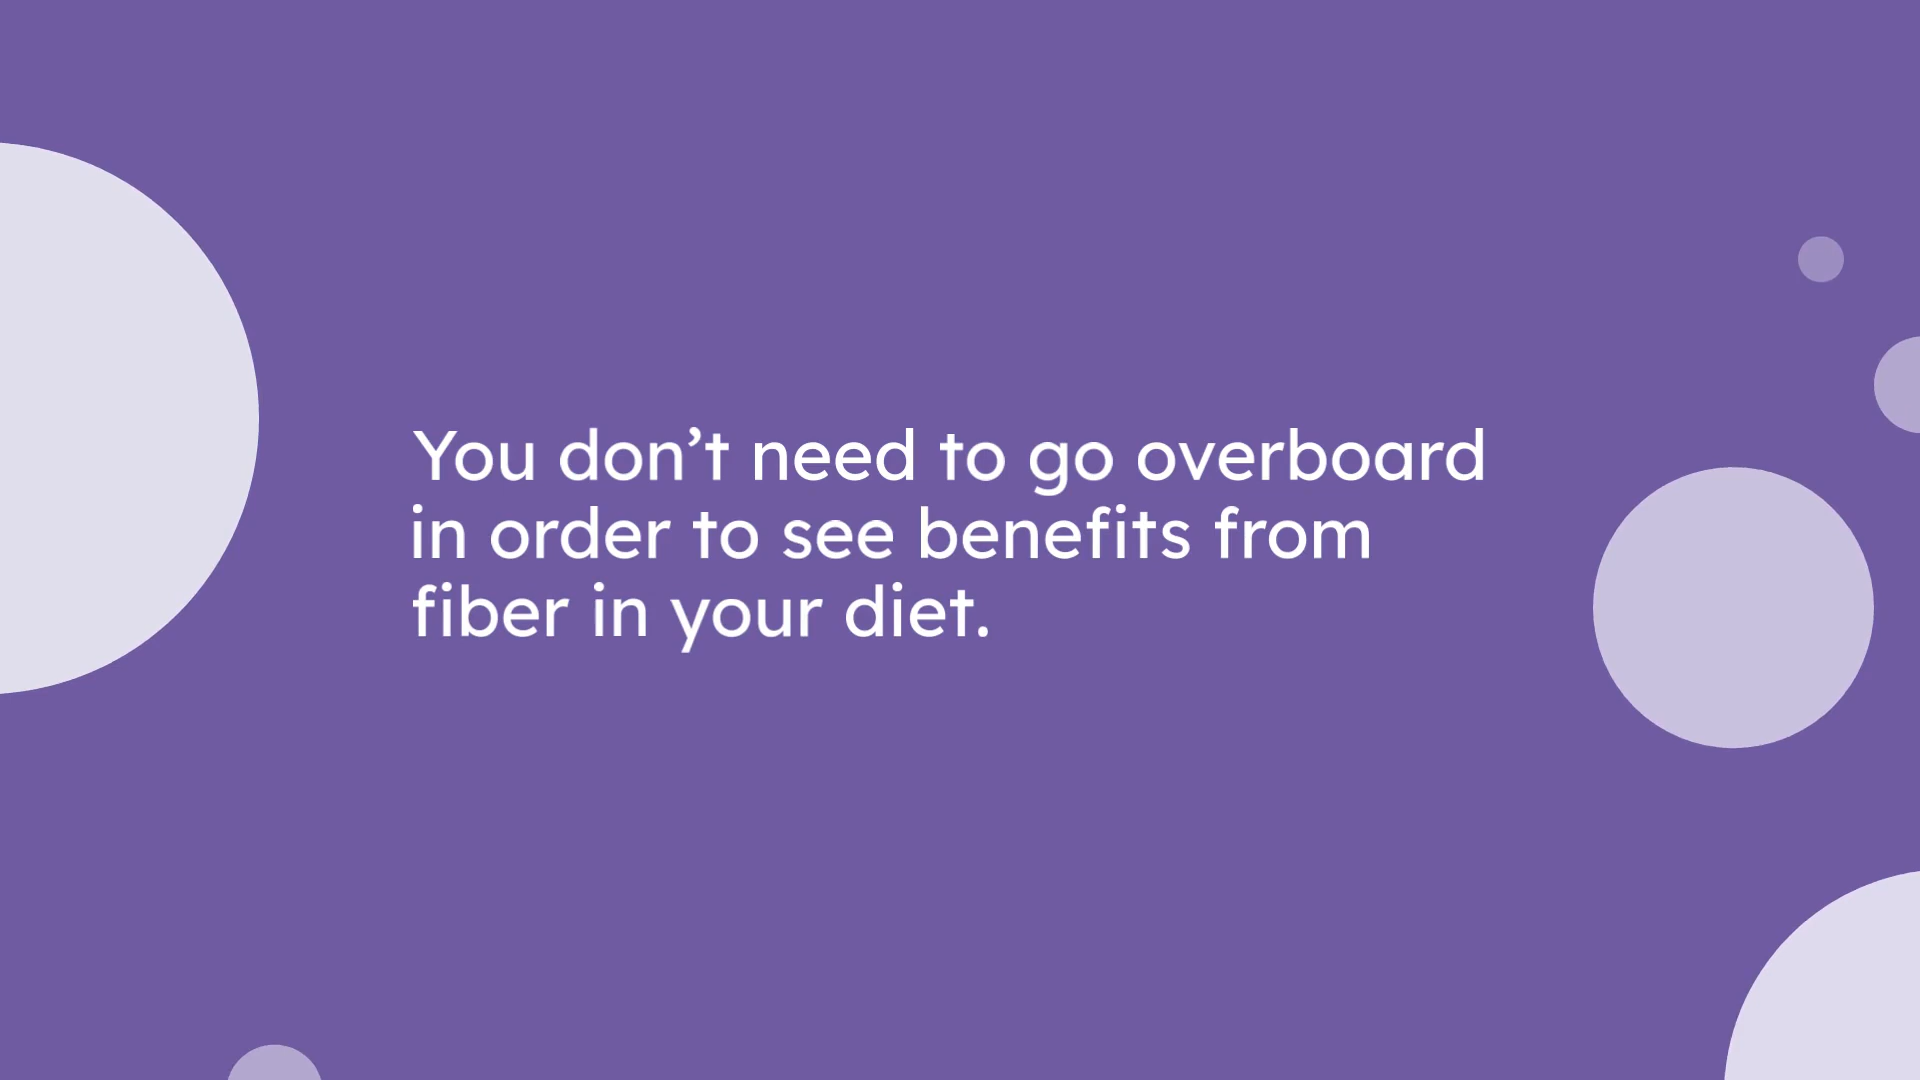 You don’t need to go overboard
in order to see benefits from
fiber in your diet.